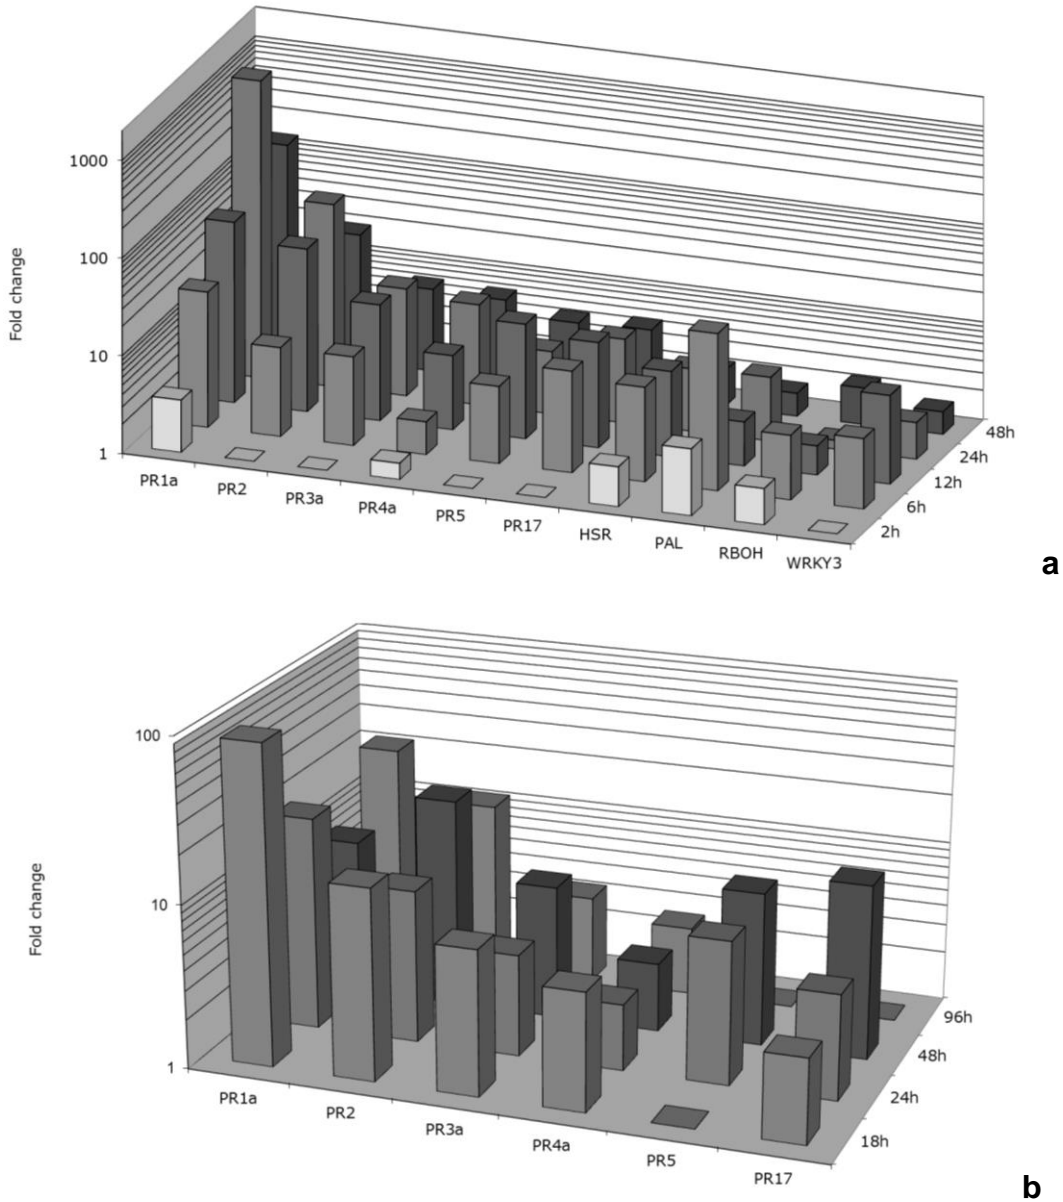 Fold change
1000
100
10
1
PR1a
PR2
PR3a
PR4a
PR5
PR17
HSR
PAL
RBOH
WRKY3
48h
24h
12h
6h
2h
a
Fold change
100
10
1
PR1a
PR2
PR3a
PR4a
PR5
PR17
96h
48h
24h
18h
b